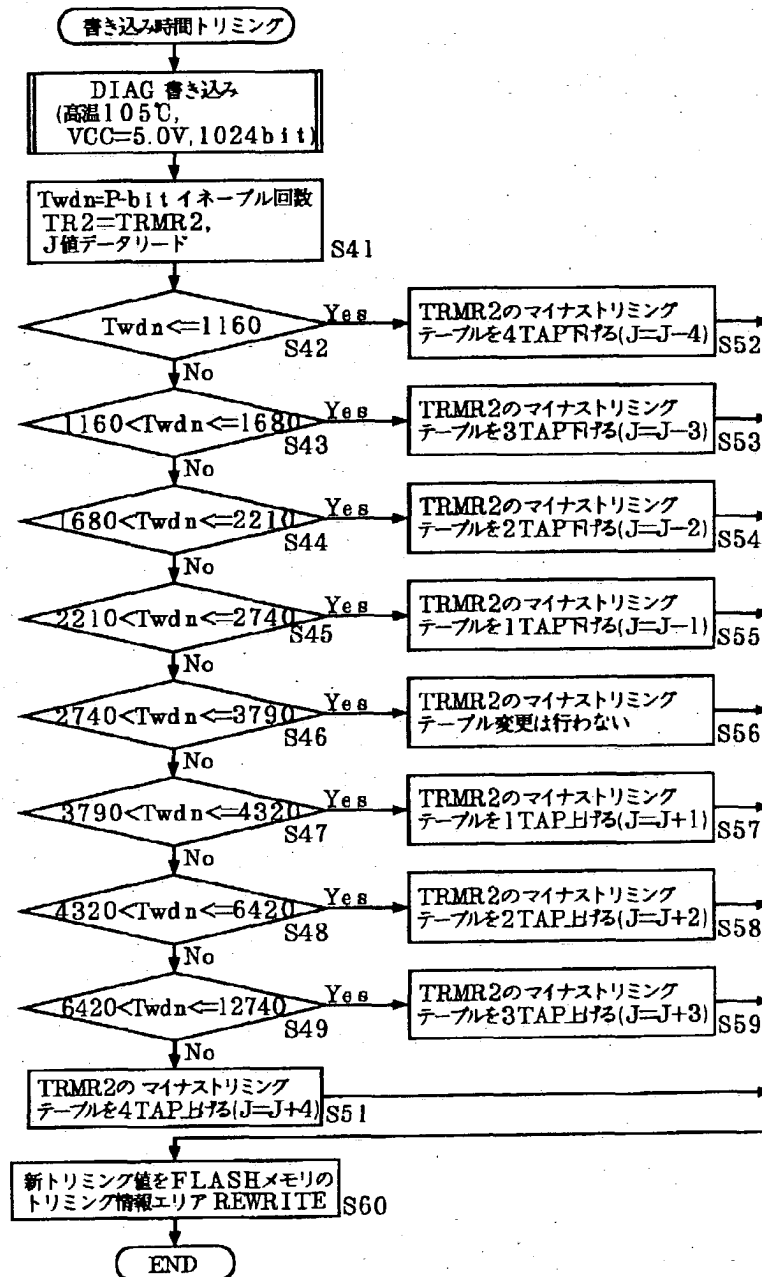 書き込み時間トリミング
DIAG 書き込み
(高温105℃,
VCC=5.0V,1024bit)
Twdn=P-bitイネーブル回数
TR2=TRMR2,
J値データリード
S41
Twdn<=1160
Yes
S42
TRMR2のマイナストリミング
テーブルを4TAP下げる(J=J−4)
S52
No
1160<Twdn<=1680
Yes
S43
TRMR2のマイナストリミング
テーブルを3TAP下げる(J=J−3)
S53
No
1680<Twdn<=2210
Yes
S44
TRMR2のマイナストリミング
テーブルを2TAP下げる(J=J−2)
S54
No
2210<Twdn<=2740
Yes
S45
TRMR2のマイナストリミング
テーブルを1TAP下げる(J=J−1)
S55
No
2740<Twdn<=3790
Yes
S46
TRMR2のマイナストリミング
テーブル変更は行わない
S56
No
3790<Twdn<=4320
Yes
S47
TRMR2のマイナストリミング
テーブルを1TAP上げる(J=J+1)
S57
No
4320<Twdn<=6420
Yes
S48
TRMR2のマイナストリミング
テーブルを2TAP上げる(J=J+2)
S58
No
6420<Twdn<=12740
Yes
S49
TRMR2のマイナストリミング
テーブルを3TAP上げる(J=J+3)
S59
No
TRMR2の マイナストリミング
テーブルを4TAP上げる(J=J+4)
S51
新トリミング値をFLASHメモリの
トリミング情報エリア REWRITE
S60
END